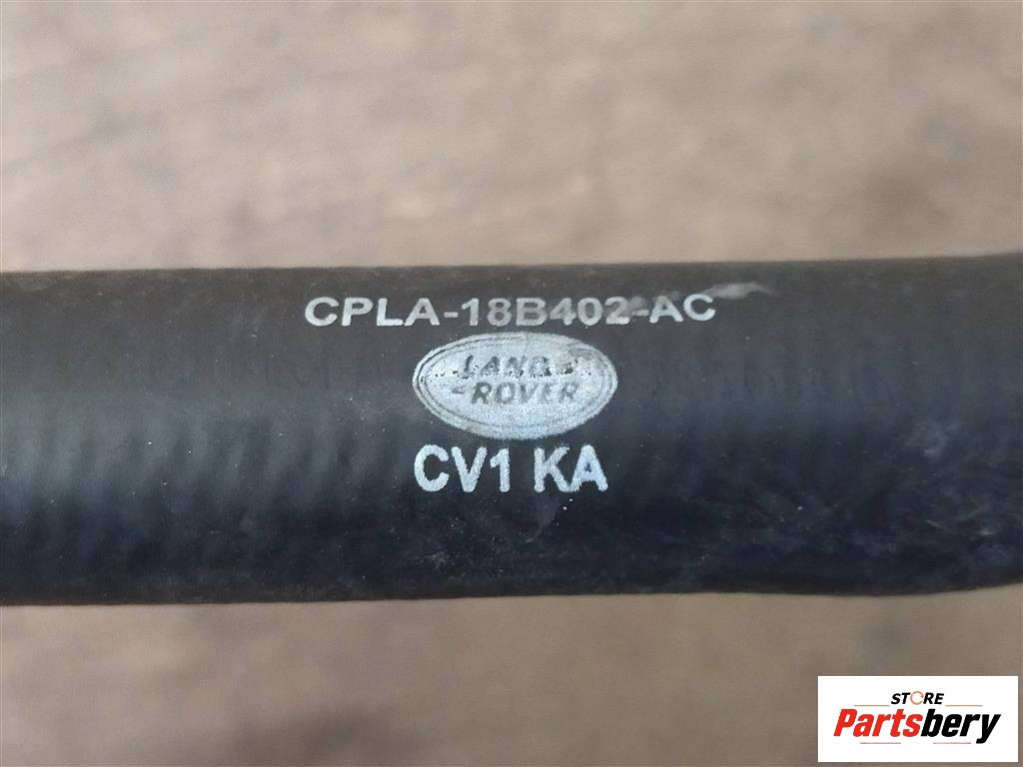 CPLA-18B402-AC
LAND
ROVER
CV1 KA
STORE
Partsbery